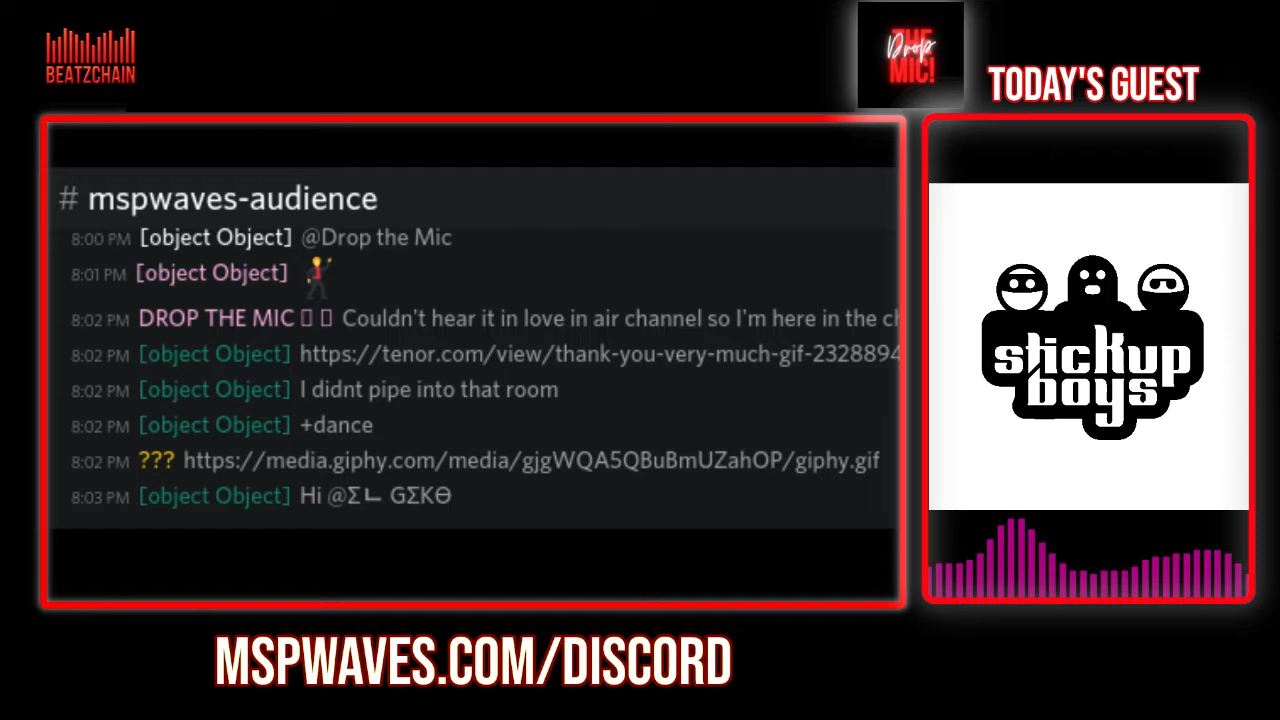 BEATZCHAIN
THE
Drop
MIC!
TODAY'S GUEST
# mspwaves-audience
8:00 PM [object Object] @Drop the Mic
8:01 PM [object Object]
8:02 PM DROP THE MIC Couldn't hear it in love in air channel so I'm here in the ch
8:02 PM [object Object] https://tenor.com/view/thank-you-very-much-gif-2328894
8:02 PM [object Object] I didnt pipe into that room
8:02 PM [object Object] +dance
8:02 PM ??? https://media.giphy.com/media/gjgWQA5QBuBmUZahOP/giphy.gif
8:03 PM [object Object] Hi @ΣㄴGΣKΘ
stickup
boys
MSPWAVES.COM/DISCORD